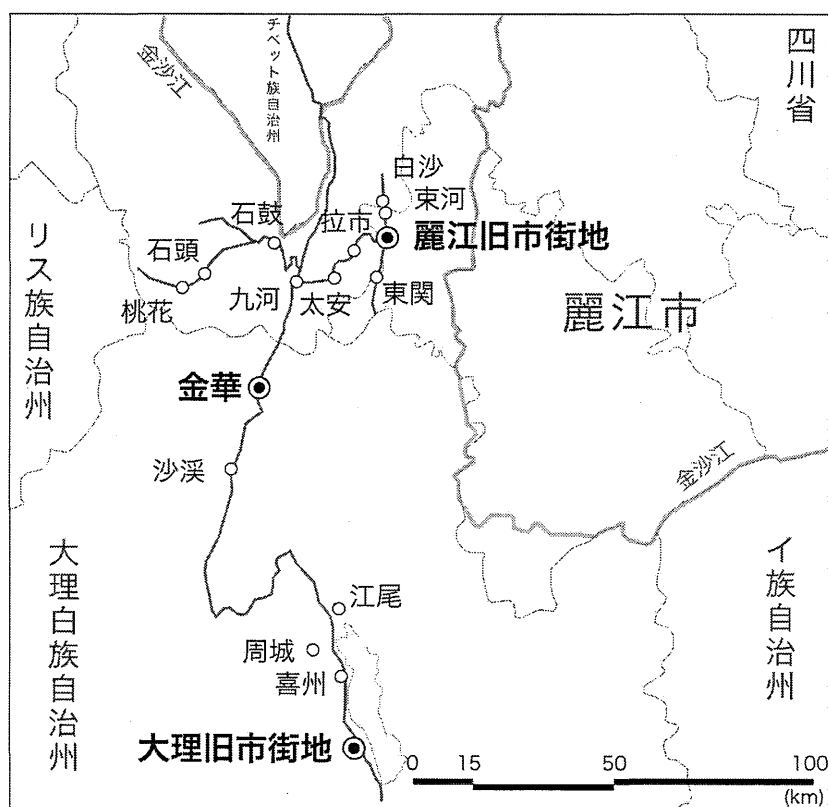 四川省
チベット族自治州
金沙江
白沙
束河
石鼓
拉市
麗江旧市街地
リス族自治州
石頭
桃花
九河
太安
東関
麗江市
金華
沙渓
金沙江
大理白族自治州
イ族自治州
江尾
周城
喜州
大理旧市街地
0 15 50 100
(km)